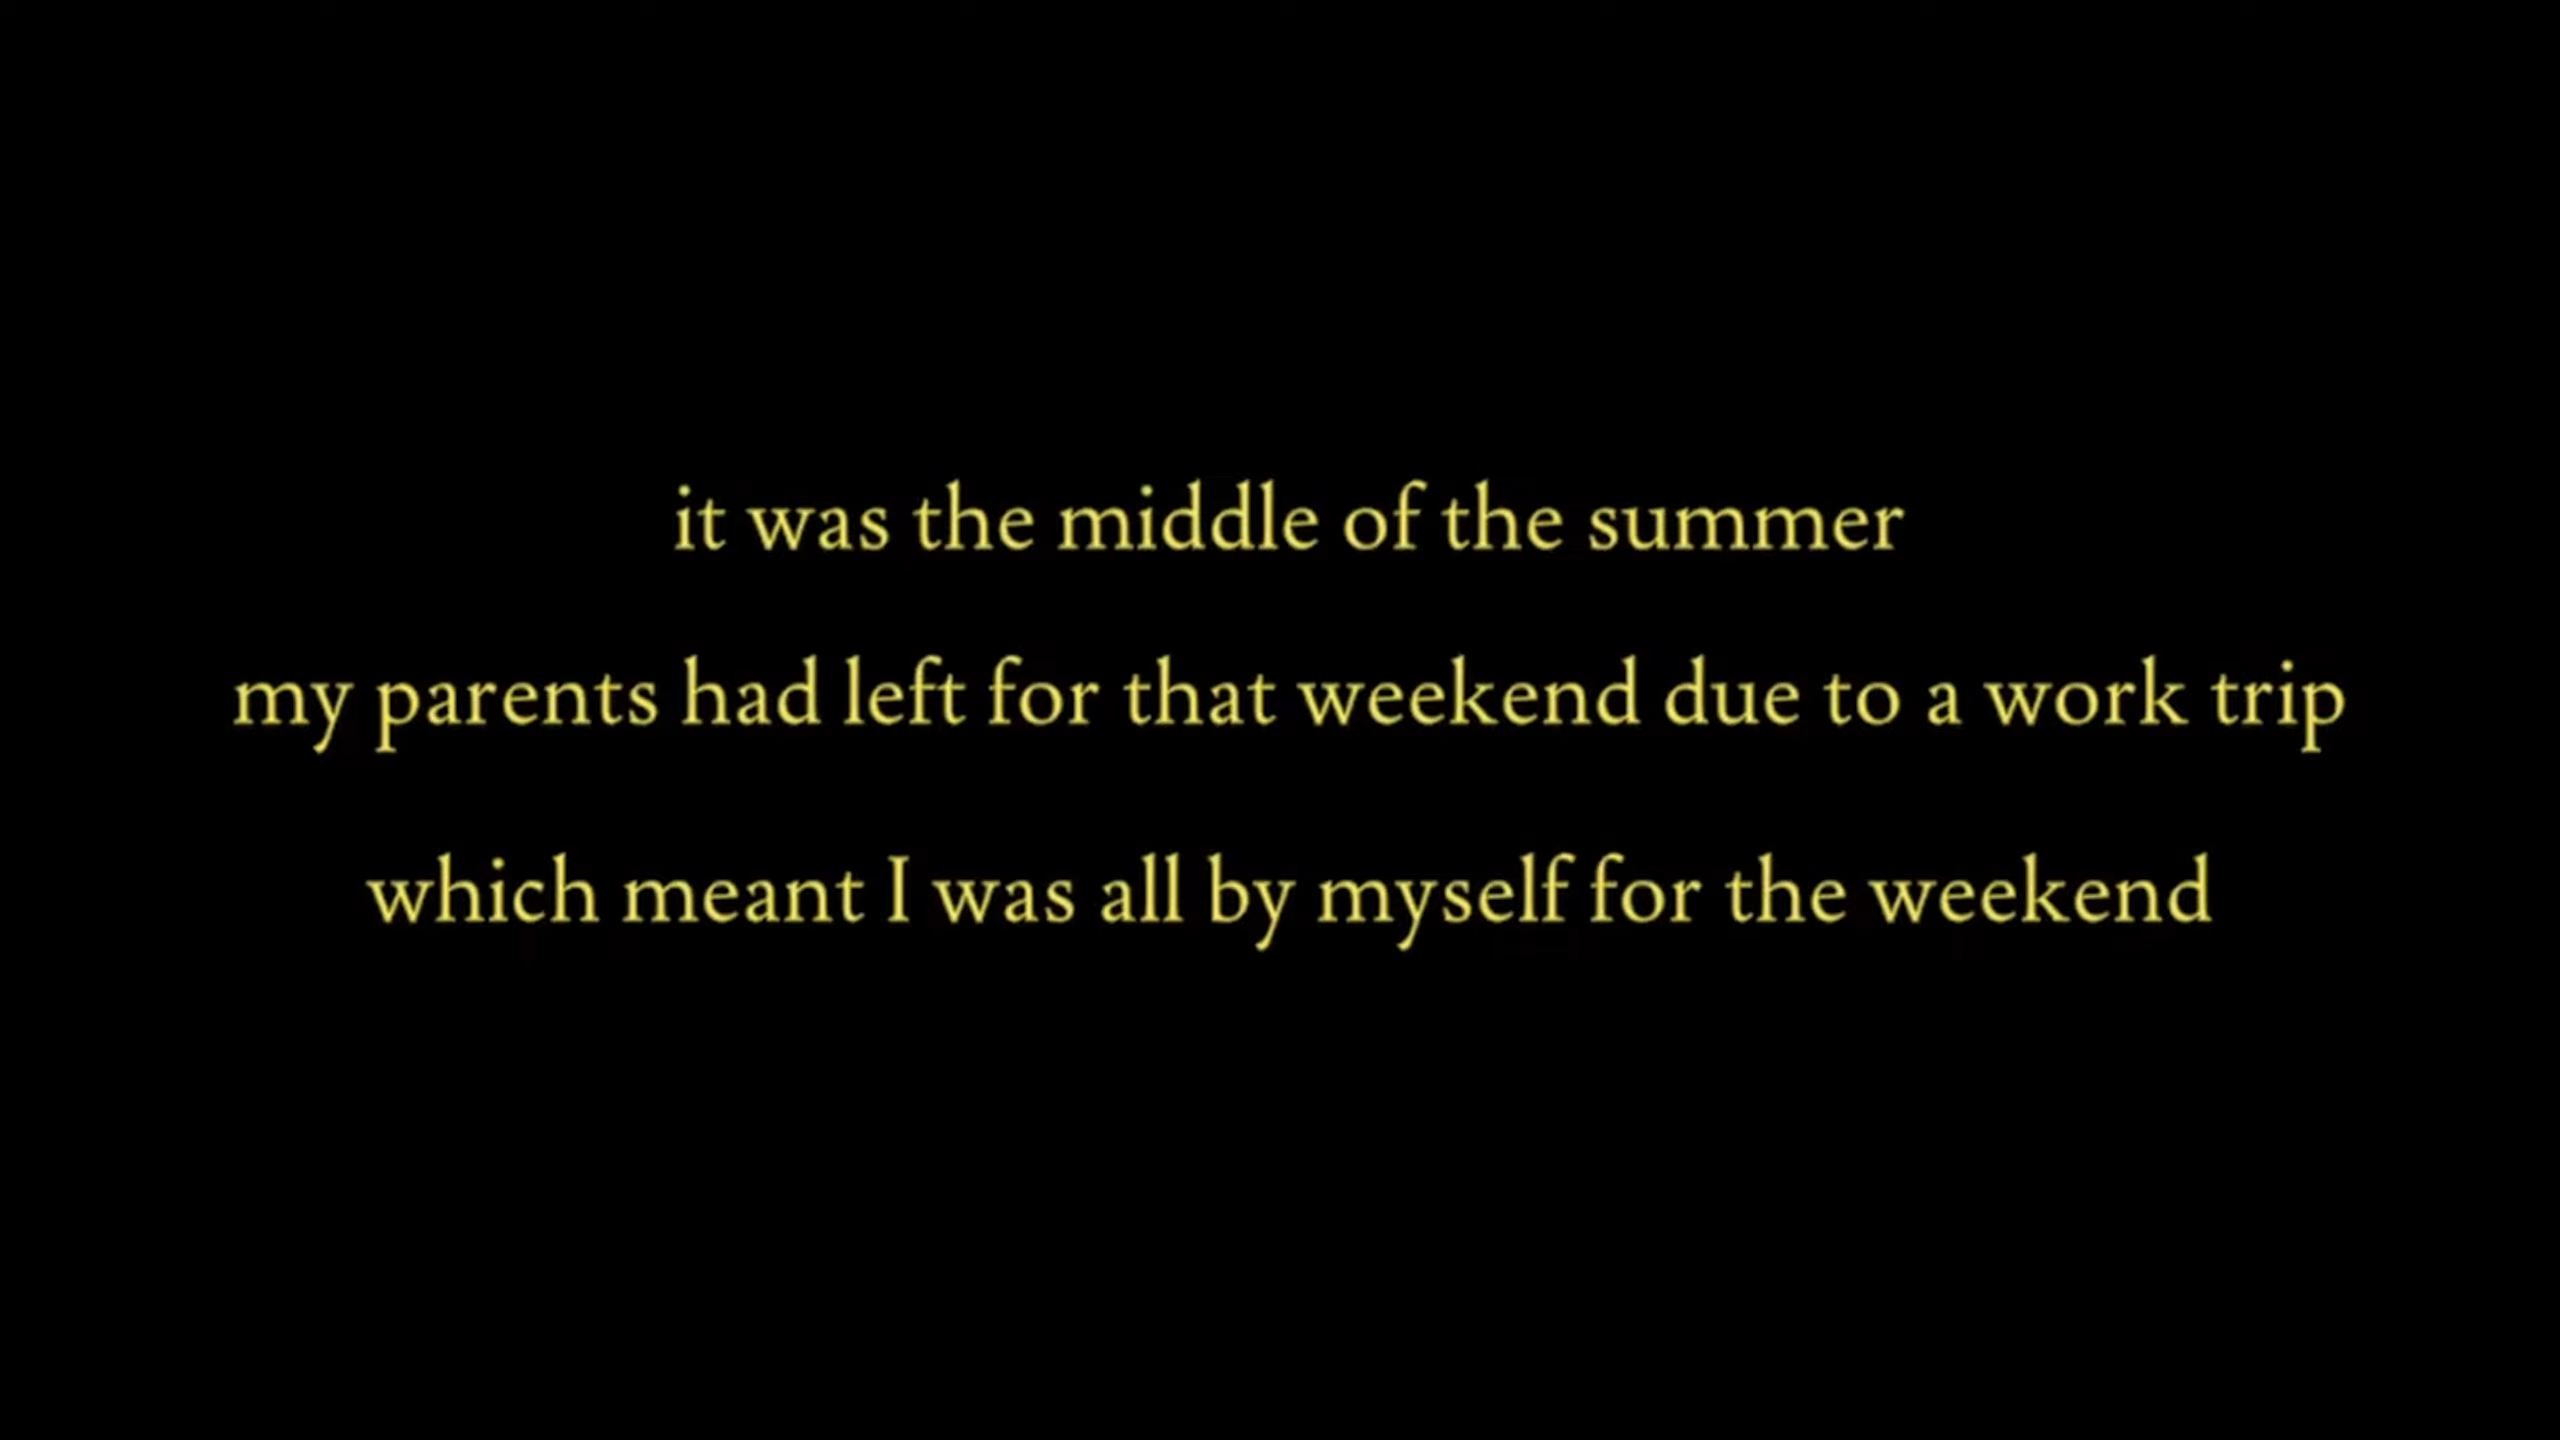 it was the middle of the summer
my parents had left for that weekend due to a work trip
which meant I was all by myself for the weekend